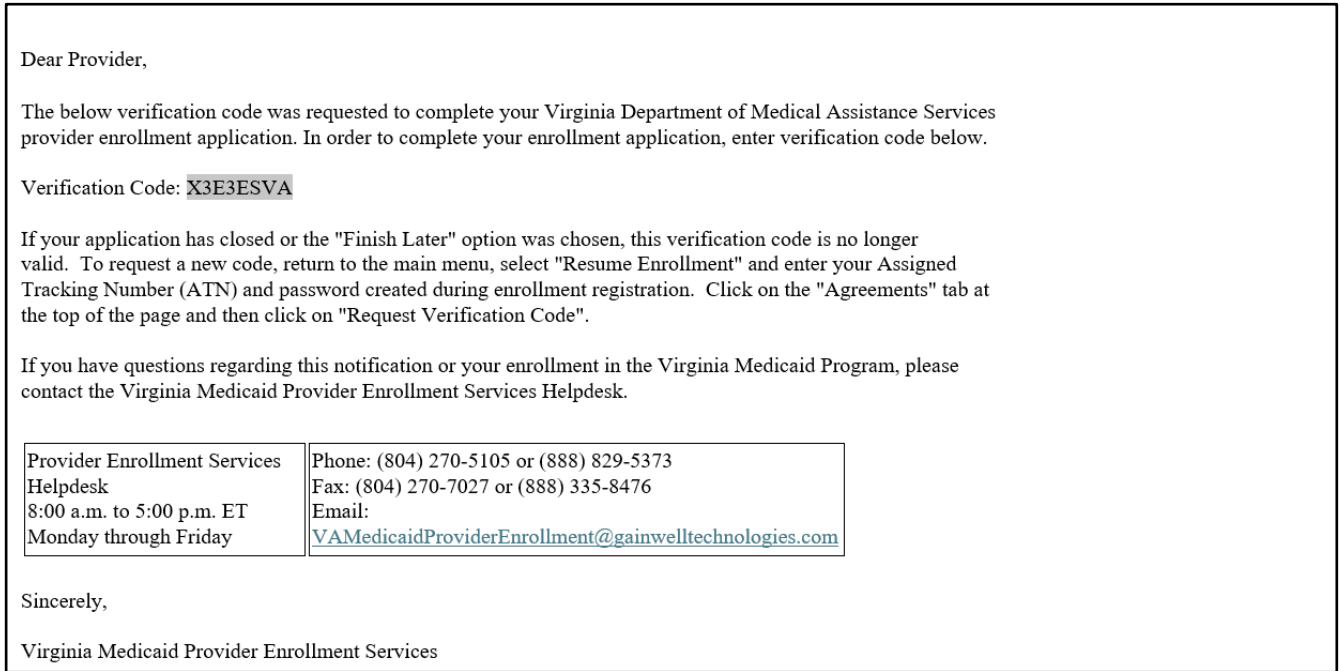 Dear Provider,
The below verification code was requested to complete your Virginia Department of Medical Assistance Services
provider enrollment application. In order to complete your enrollment application, enter verification code below.
Verification Code: X3E3ESVA
If your application has closed or the "Finish Later" option was chosen, this verification code is no longer
valid.  To request a new code, return to the main menu, select "Resume Enrollment" and enter your Assigned
Tracking Number (ATN) and password created during enrollment registration.  Click on the "Agreements" tab at
the top of the page and then click on "Request Verification Code".
If you have questions regarding this notification or your enrollment in the Virginia Medicaid Program, please
contact the Virginia Medicaid Provider Enrollment Services Helpdesk.
Provider Enrollment Services
Helpdesk
8:00 a.m. to 5:00 p.m. ET
Monday through Friday
Phone: (804) 270-5105 or (888) 829-5373
Fax: (804) 270-7027 or (888) 335-8476
Email:
VAMedicaidProviderEnrollment@gainwelltechnologies.com
Sincerely,
Virginia Medicaid Provider Enrollment Services